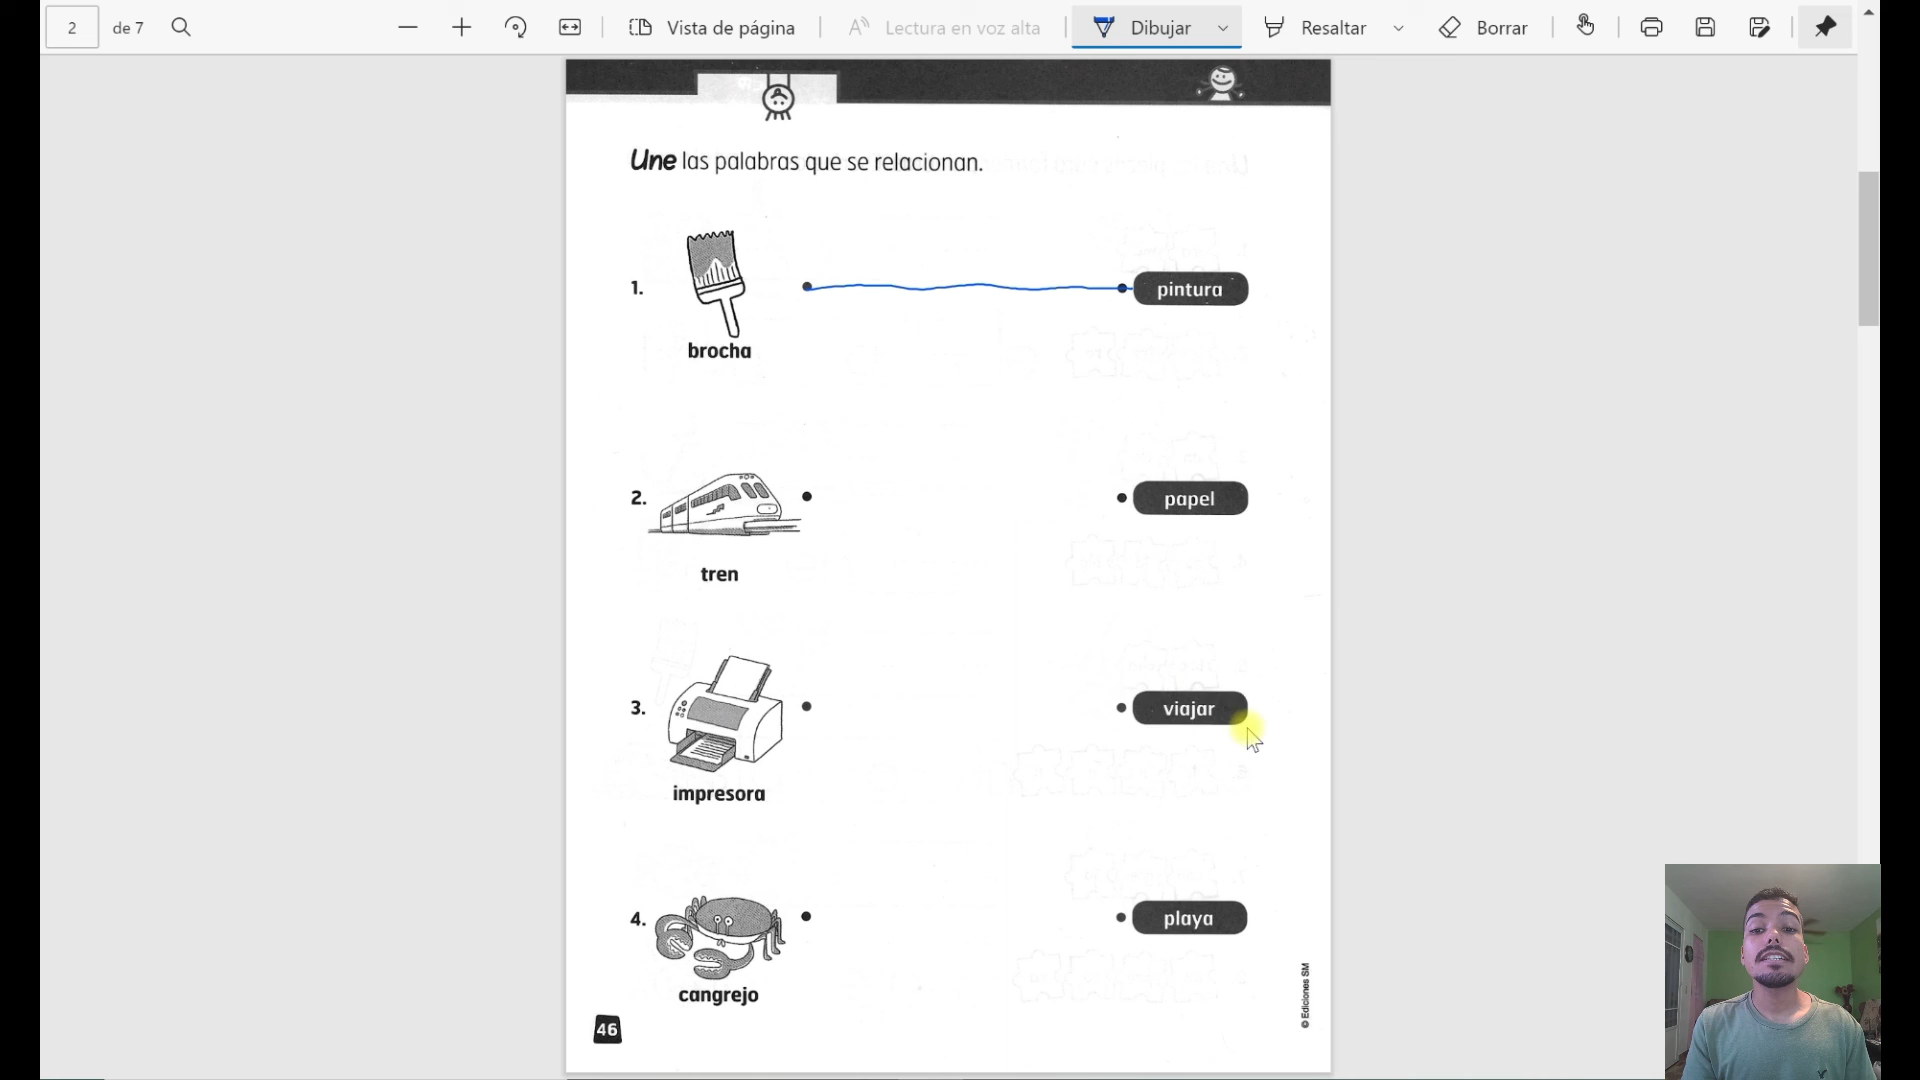 2 de 7 Vista de página Lectura en voz alta Dibujar Resaltar Borrar
Une las palabras que se relacionan.
1. pintura
brocha
2. papel
tren
3. viajar
impresora
4. playa
cangrejo
46
© Ediciones SM